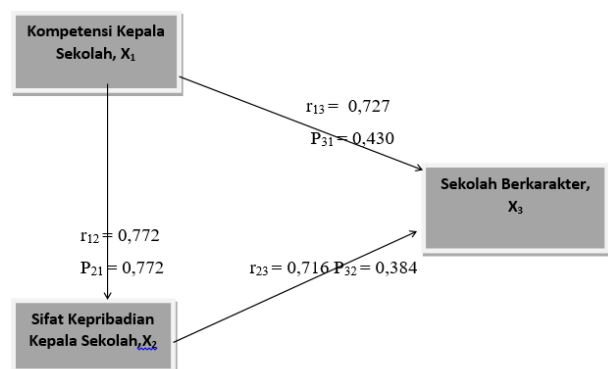 Kompetensi Kepala
Sekolah, X₁
r₁₃ = 0,727
P₃₁ = 0,430
Sekolah Berkarakter,
X₃
r₁₂ = 0,772
P₂₁ = 0,772
r₂₃ = 0,716 P₃₂ = 0,384
Sifat Kepribadian
Kepala Sekolah,X₂